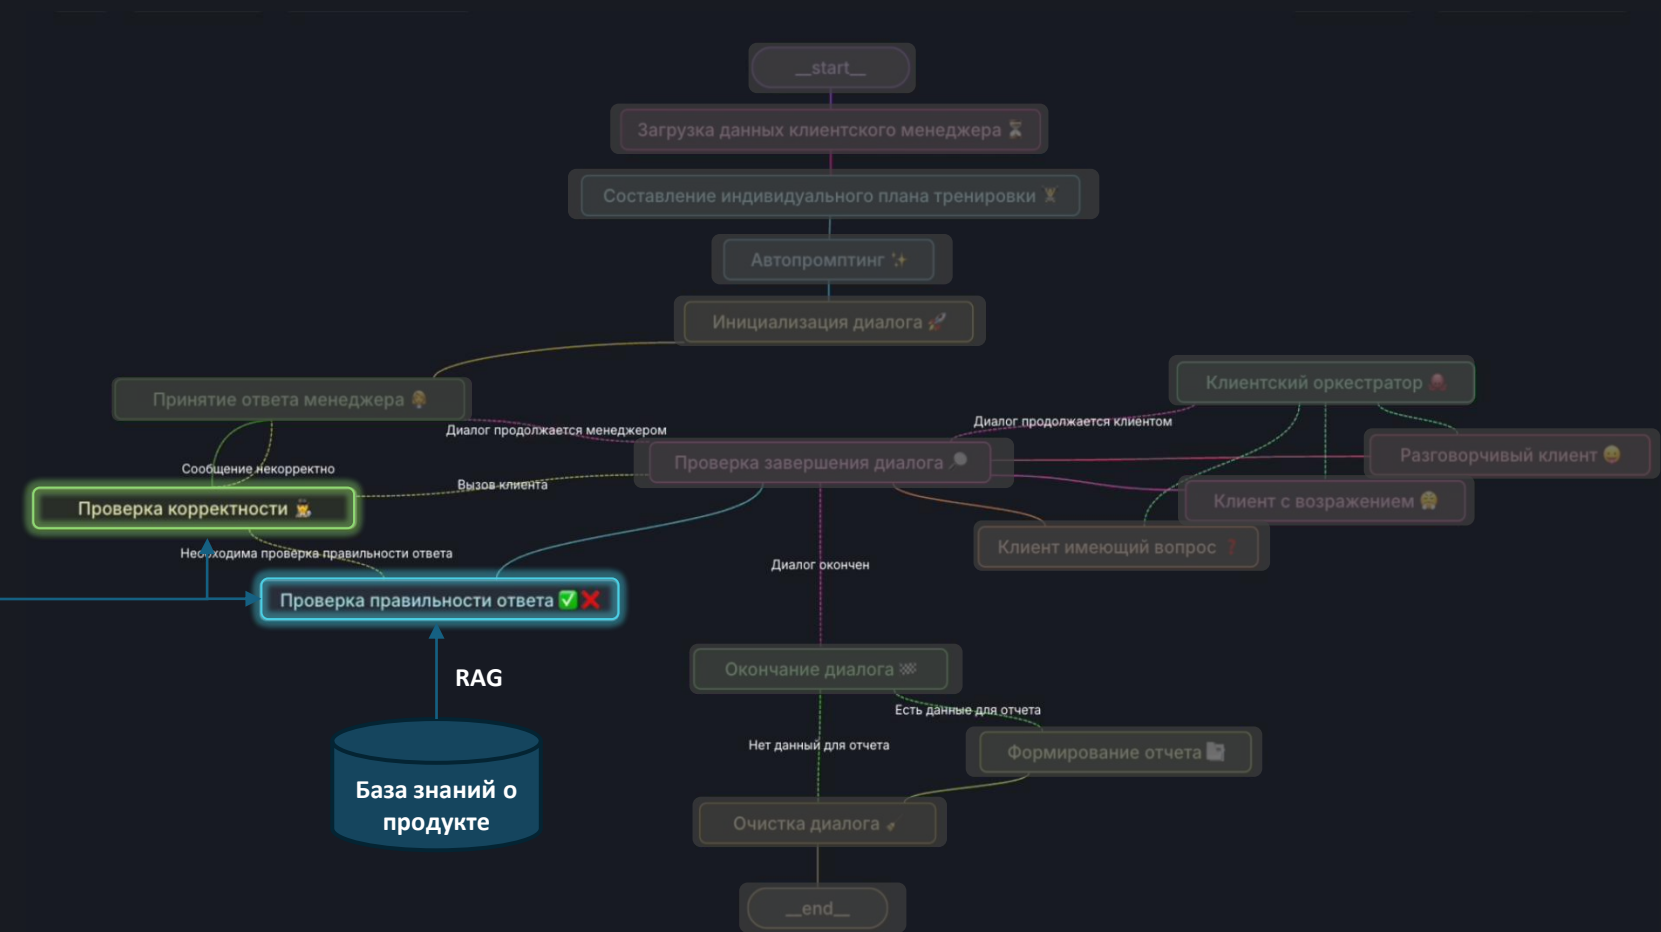 __start__
Загрузка данных клиентского менеджера ⏳
Составление индивидуального плана тренировки 🏋
Автопромптинг ✨
Инициализация диалога 🚀
Принятие ответа менеджера
Клиентский оркестратор
Диалог продолжается менеджером
Диалог продолжается клиентом
Проверка завершения диалога 🔎
Разговорчивый клиент 😄
Сообщение некорректно
Вызов клиента
Клиент с возражением
Проверка корректности
Клиент имеющий вопрос ❓
Необходима проверка правильности ответа
Диалог окончен
Проверка правильности ответа ✅❌
Окончание диалога 🏁
RAG
Есть данные для отчета
Нет данный для отчета
Формирование отчета
База знаний о
продукте
Очистка диалога
__end__